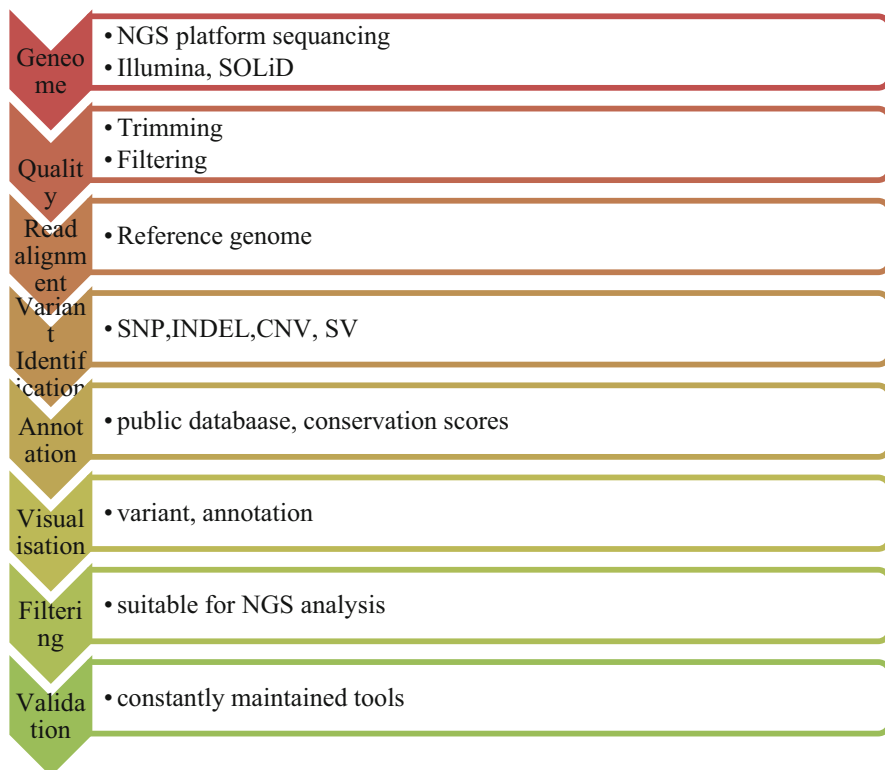 Geneo
me
• NGS platform sequancing
• Illumina, SOLiD
Qualit
y
• Trimming
• Filtering
Read
alignm
ent
• Reference genome
Varian
t
Identif
ication
• SNP,INDEL,CNV, SV
Annot
ation
• public databaase, conservation scores
Visual
isation
• variant, annotation
Filteri
ng
• suitable for NGS analysis
Valida
tion
• constantly maintained tools